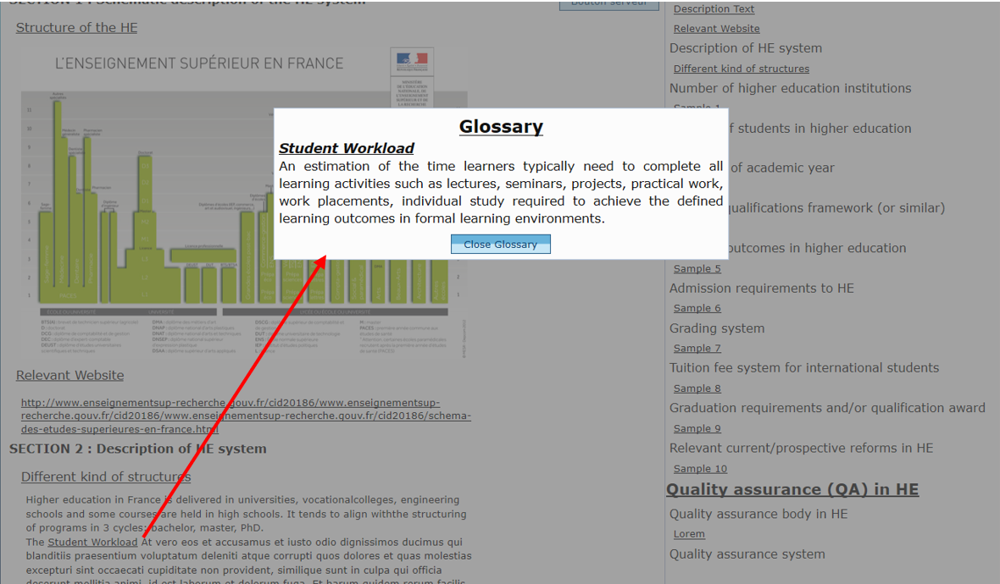 SECTION 1 : Schematic description of the HE system
Structure of the HE
L'ENSEIGNEMENT SUPÉRIEUR EN FRANCE
Relevant Website
http://www.enseignementsup-recherche.gouv.fr/cid20186/www.enseignementsup-
recherche.gouv.fr/cid20186/www.enseignementsup-recherche.gouv.fr/cid20186/schema-
des-etudes-superieures-en-france.html
SECTION 2 : Description of HE system
Different kind of structures
Higher education in France is delivered in universities, vocationalcolleges, engineering
schools and some courses are held in high schools. It tends to align withthe structuring
of programs in 3 cycles: bachelor, master, PhD.
The Student Workload At vero eos et accusamus et iusto odio dignissimos ducimus qui
blanditiis praesentium voluptatum deleniti atque corrupti quos dolores et quas molestias
excepturi sint occaecati cupiditate non provident, similique sunt in culpa qui officia
deserunt mollitia animi, id est laborum et dolorum fuga. Et harum quidem rerum facilis
Bouton serveur
Glossary
Student Workload
An estimation of the time learners typically need to complete all
learning activities such as lectures, seminars, projects, practical work,
work placements, individual study required to achieve the defined
learning outcomes in formal learning environments.
Close Glossary
Description Text
Relevant Website
Description of HE system
Different kind of structures
Number of higher education institutions
Sample 1
of students in higher education
of academic year
qualifications framework (or similar)
outcomes in higher education
Sample 5
Admission requirements to HE
Sample 6
Grading system
Sample 7
Tuition fee system for international students
Sample 8
Graduation requirements and/or qualification award
Sample 9
Relevant current/prospective reforms in HE
Sample 10
Quality assurance (QA) in HE
Quality assurance body in HE
Lorem
Quality assurance system